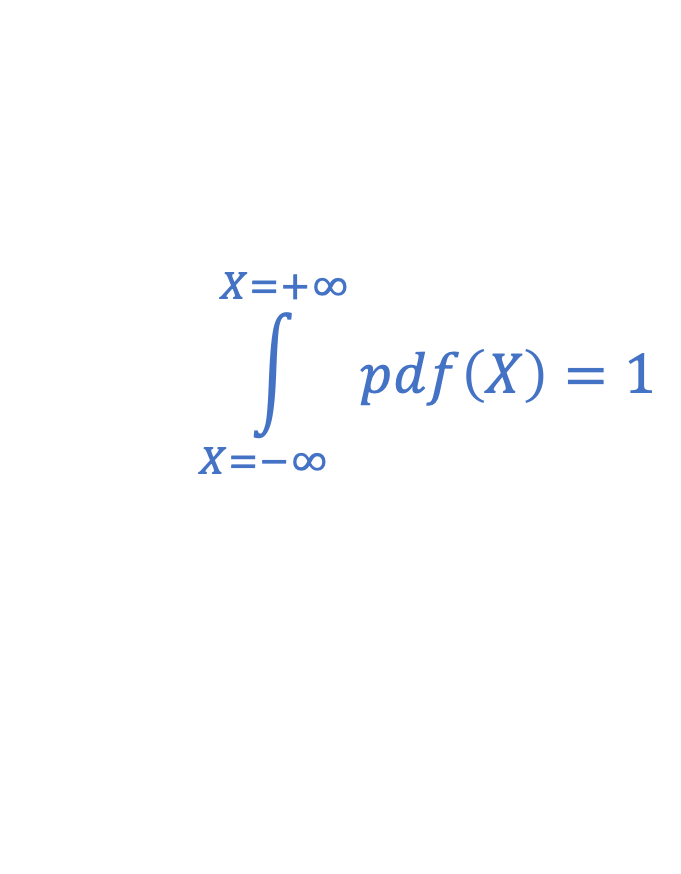 X=+∞
∫ pdf(X) = 1
X=−∞